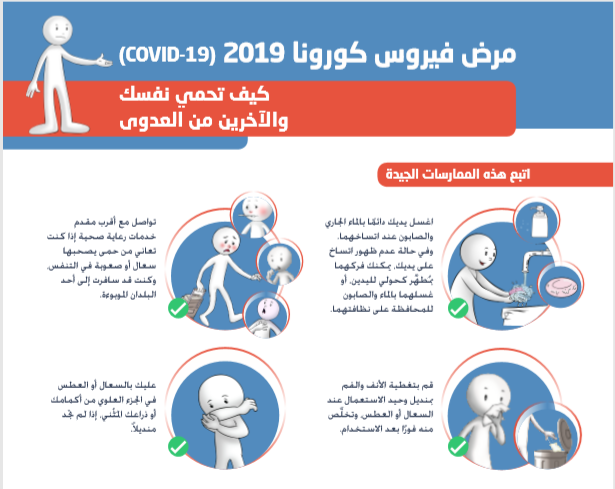 مرض فيروس كورونا 2019 (COVID-19)
كيف تحمي نفسك
والآخرين من العدوى
اتبع هذه الممارسات الجيدة
اغسل يديك دائمًا بالماء الجاري
والصابون عند اتساخهما.
وفي حالة عدم ظهور اتساخ
على يديك، يمكنك فركهما
بمُطهّر كحولي لليدين، أو
غسلهما بالماء والصابون
للمحافظة على نظافتهما.
تواصل مع أقرب مقدم
خدمات رعاية صحية إذا كنت
تعاني من حمى يصحبها
سعال أو صعوبة في التنفس،
وكنت قد سافرت إلى أحد
البلدان الموبوءة.
قم بتغطية الأنف والفم
بمنديل وحيد الاستعمال عند
السعال أو العطس، وتخلَّص
منه فورًا بعد الاستخدام.
عليك بالسعال أو العطس
في الجزء العلوي من أكمامك
أو ذراعك المثْني، إذا لم تجد
منديلاً.